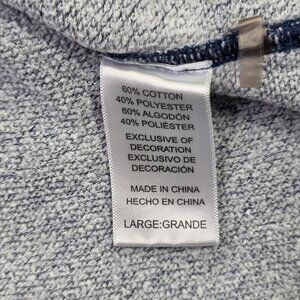 60% COTTON
40% POLYESTER
60% ALGODÓN
40% POLIÉSTER
EXCLUSIVE OF
DECORATION
EXCLUSIVO DE
DECORACIÓN
MADE IN CHINA
HECHO EN CHINA
LARGE:GRANDE